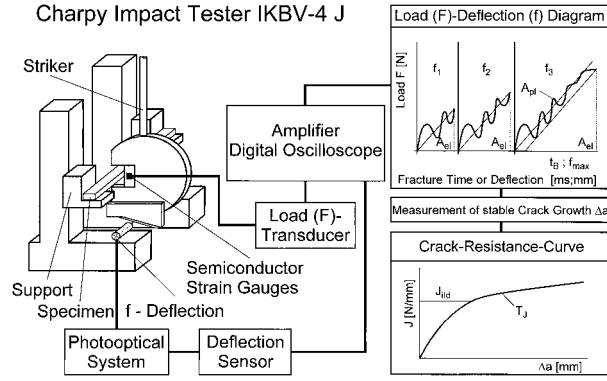 Charpy Impact Tester IKBV-4 J
Striker
Support
Specimen
f - Deflection
Semiconductor
Strain Gauges
Photooptical
System
Deflection
Sensor
Load (F)-
Transducer
Amplifier
Digital Oscilloscope
Load (F)-Deflection (f) Diagram
Load F [N]
f1
f2
f3
Apl
Ael
Ael
Ael
tB ; fmax
Fracture Time or Deflection [ms;mm]
Measurement of stable Crack Growth Δa
Crack-Resistance-Curve
J [N/mm]
Jild
TJ
Δa [mm]